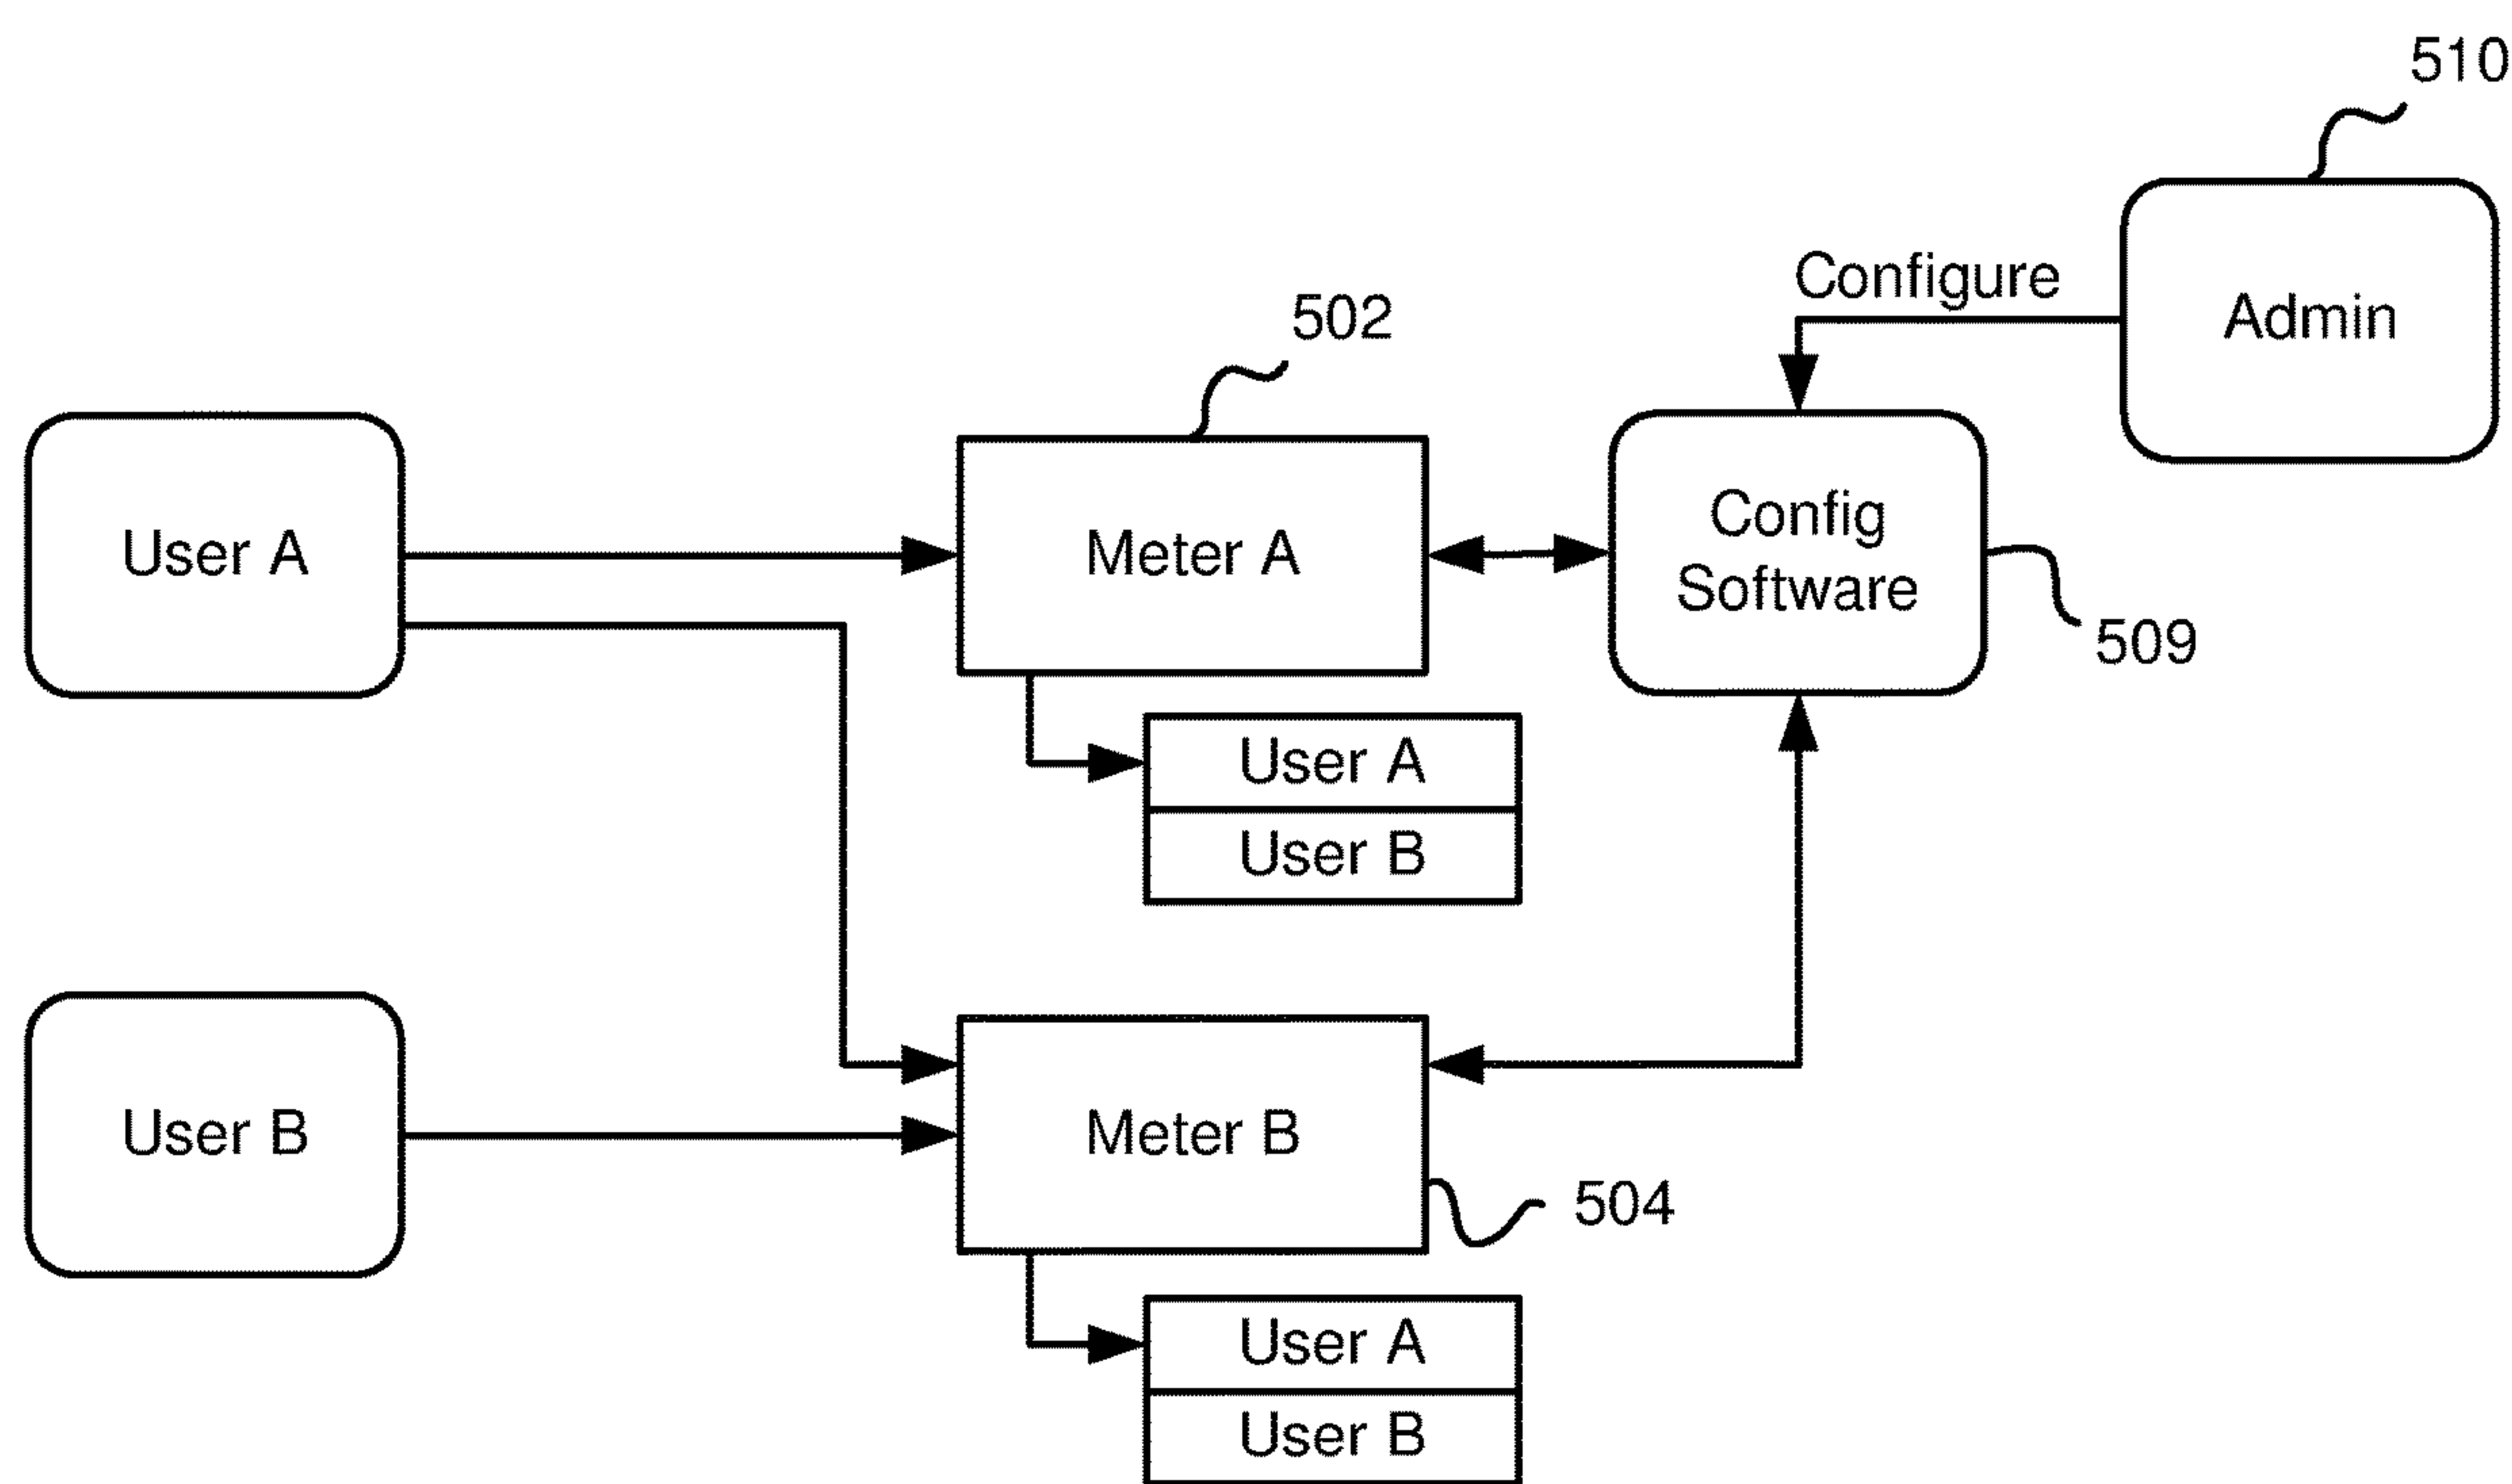 510
Configure
Admin
502
User A
Meter A
Config
Software
509
User A
User B
User B
Meter B
504
User A
User B